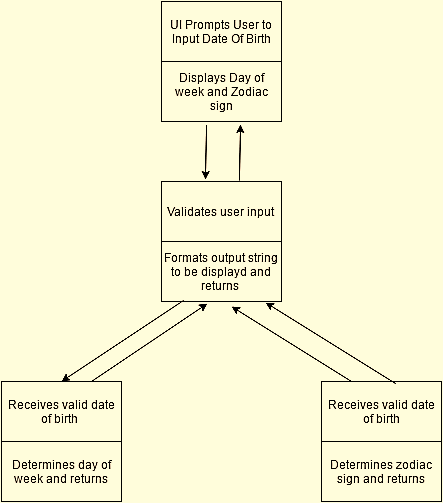 UI Prompts User to
Input Date Of Birth
Displays Day of
week and Zodiac
sign
Validates user input
Formats output string
to be displayd and
returns
Receives valid date
of birth
Determines day of
week and returns
Receives valid date
of birth
Determines zodiac
sign and returns